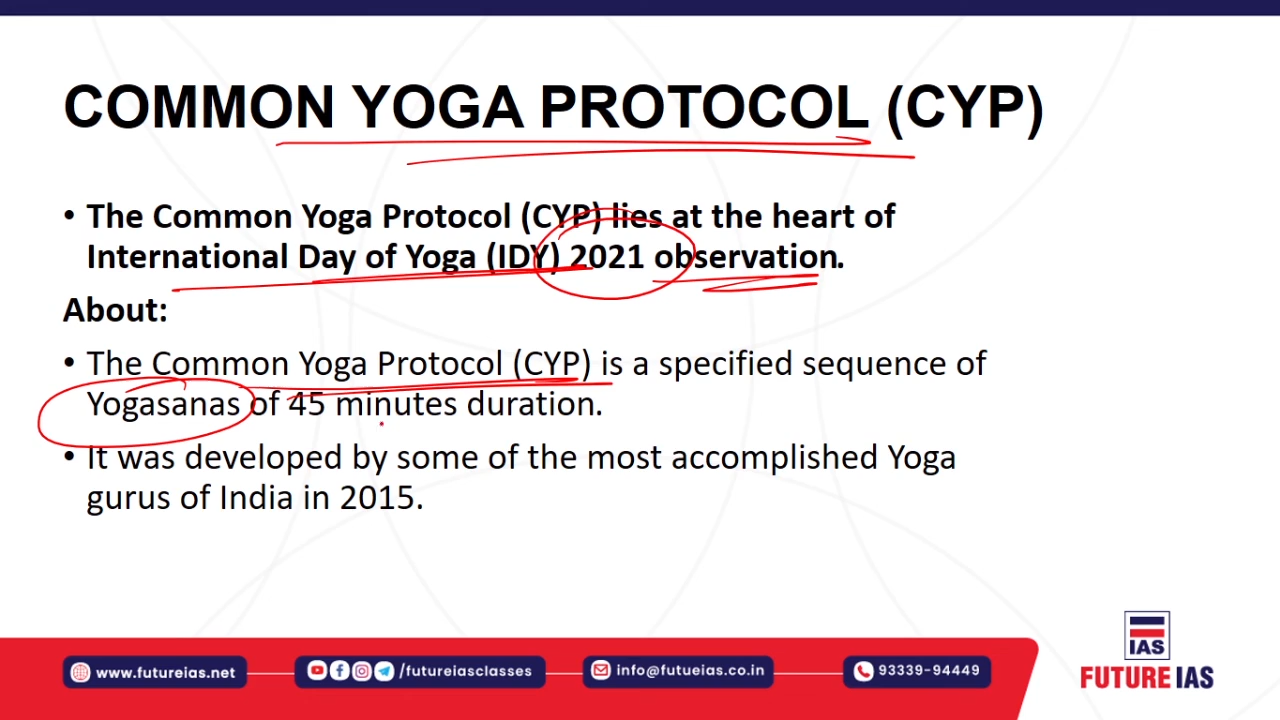 COMMON YOGA PROTOCOL (CYP)
• The Common Yoga Protocol (CYP) lies at the heart of
International Day of Yoga (IDY) 2021 observation.
About:
• The Common Yoga Protocol (CYP) is a specified sequence of
Yogasanas of 45 minutes duration.
• It was developed by some of the most accomplished Yoga
gurus of India in 2015.
IAS
www.futureias.net
/futureiasclasses
info@futueias.co.in
93339-94449
FUTURE IAS